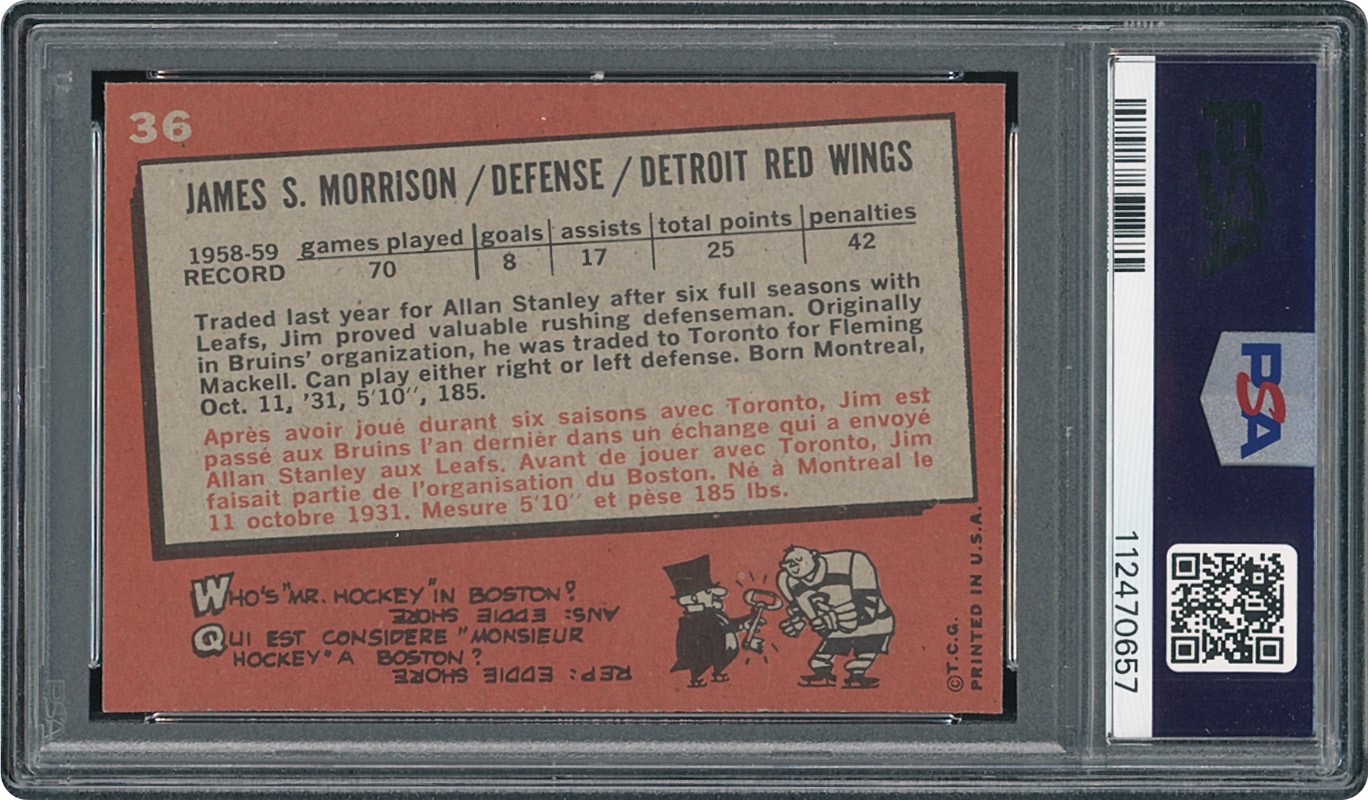 36
JAMES S. MORRISON / DEFENSE / DETROIT RED WINGS
1958-59 RECORD games played goals assists total points penalties
70 8 17 25 42
Traded last year for Allan Stanley after six full seasons with
Leafs, Jim proved valuable rushing defenseman. Originally
in Bruins' organization, he was traded to Toronto for Fleming
Mackell. Can play either right or left defense. Born Montreal,
Oct. 11, '31, 5'10'', 185.
Après avoir joué durant six saisons avec Toronto, Jim est
passé aux Bruins l'an dernièr dans un échange qui a envoyé
Allan Stanley aux Leafs. Avant de jouer avec Toronto, Jim
faisait partie de l'organisation du Boston. Né à Montreal le
11 octobre 1931. Mesure 5'10'' et pèse 185 lbs.
WHO'S "MR. HOCKEY" IN BOSTON?
ANS: EDDIE SHORE
QUI EST CONSIDERE "MONSIEUR
HOCKEY" A BOSTON?
REP: EDDIE SHORE
©T.C.G.
PRINTED IN U.S.A.
PSA
PSA
112470657
PSA